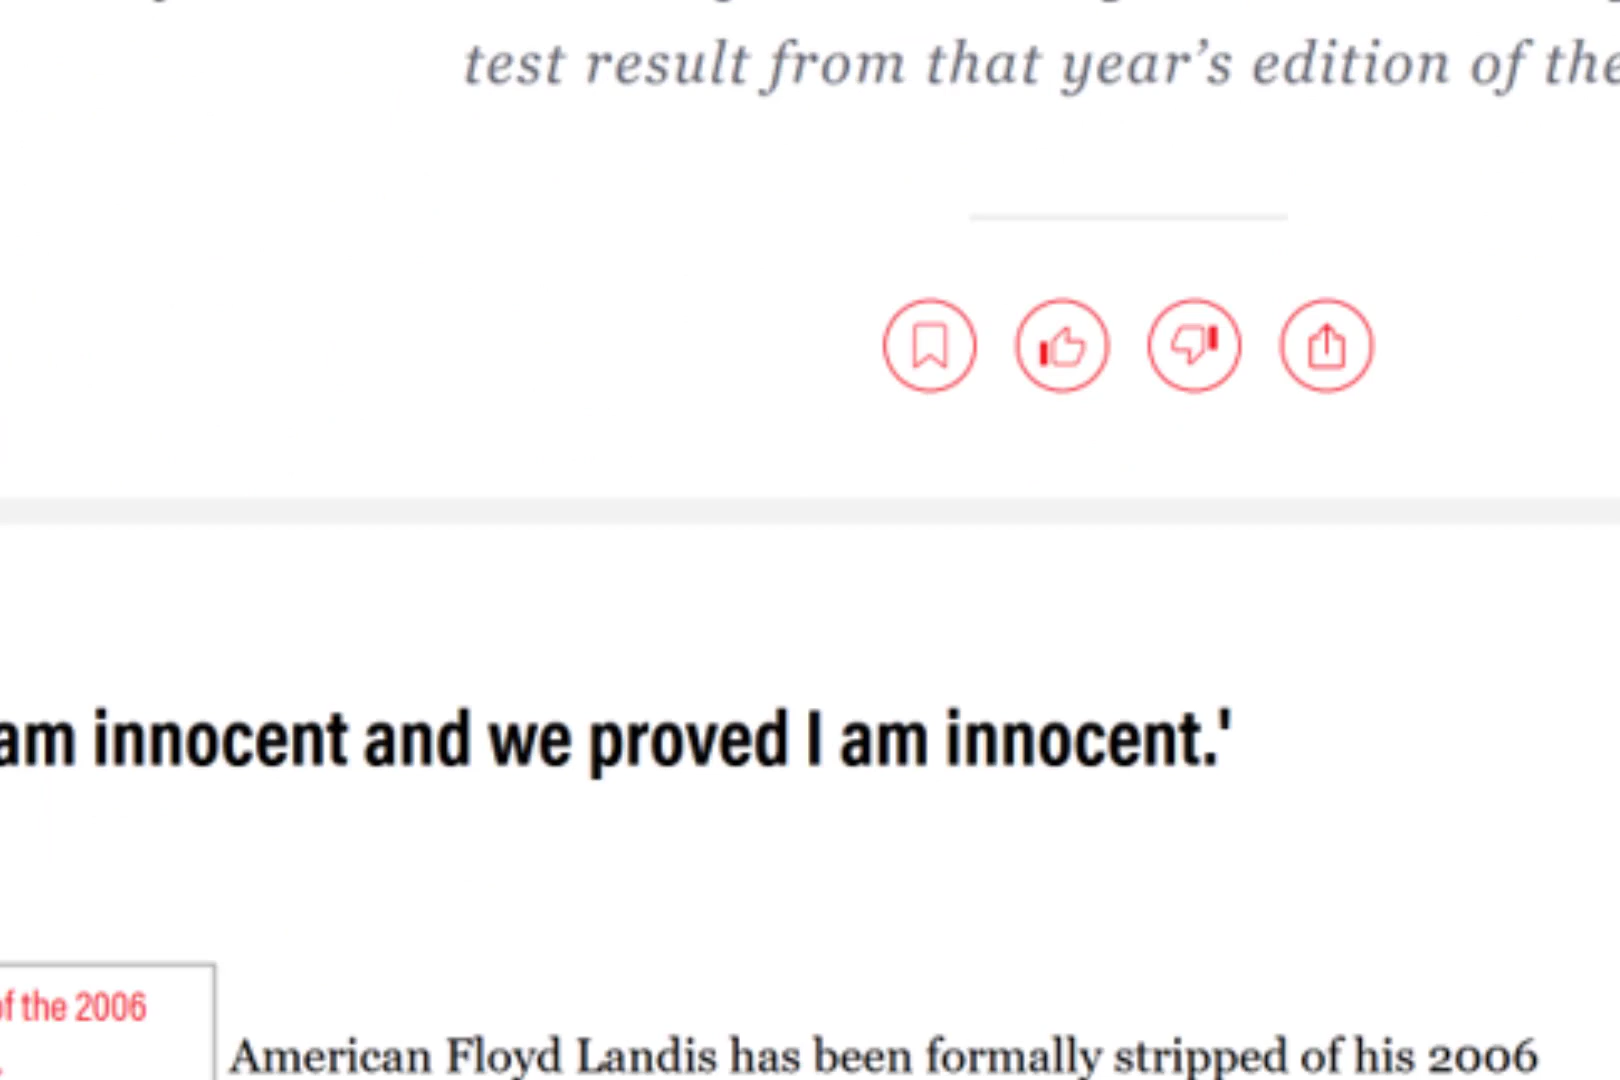 test result from that year’s edition of the
am innocent and we proved I am innocent.'
of the 2006
American Floyd Landis has been formally stripped of his 2006